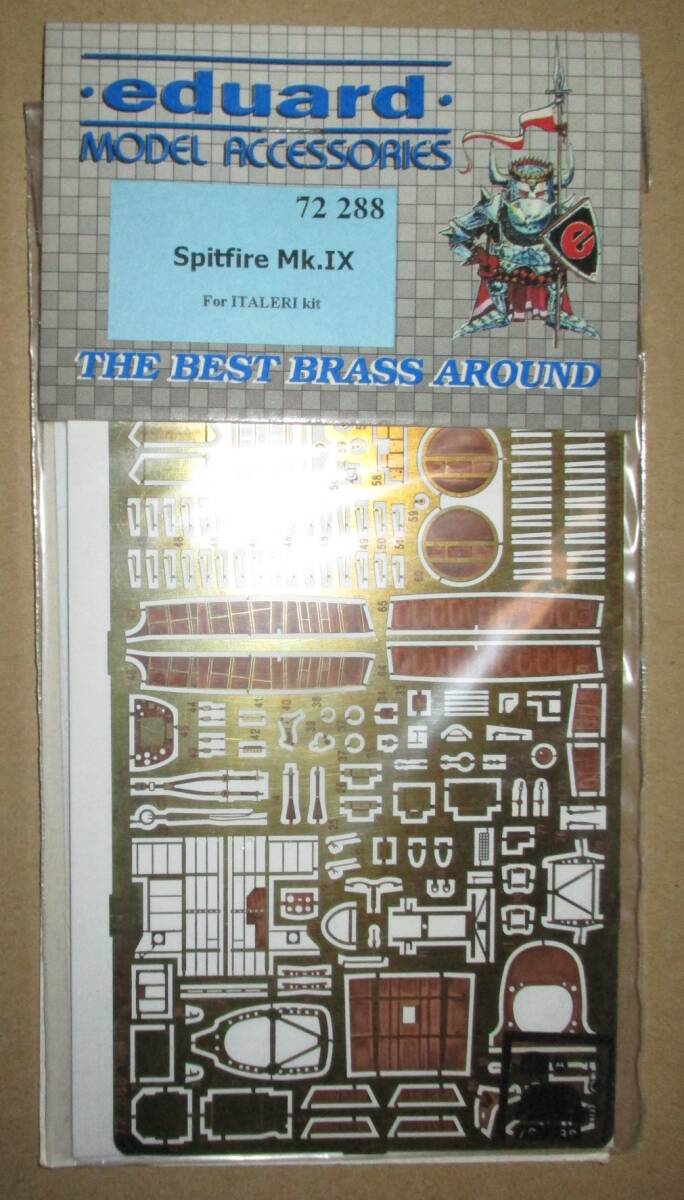 ·eduard·
MODEL ACCESSORIES
72 288
Spitfire Mk.IX
For ITALERI kit
e
THE BEST BRASS AROUND